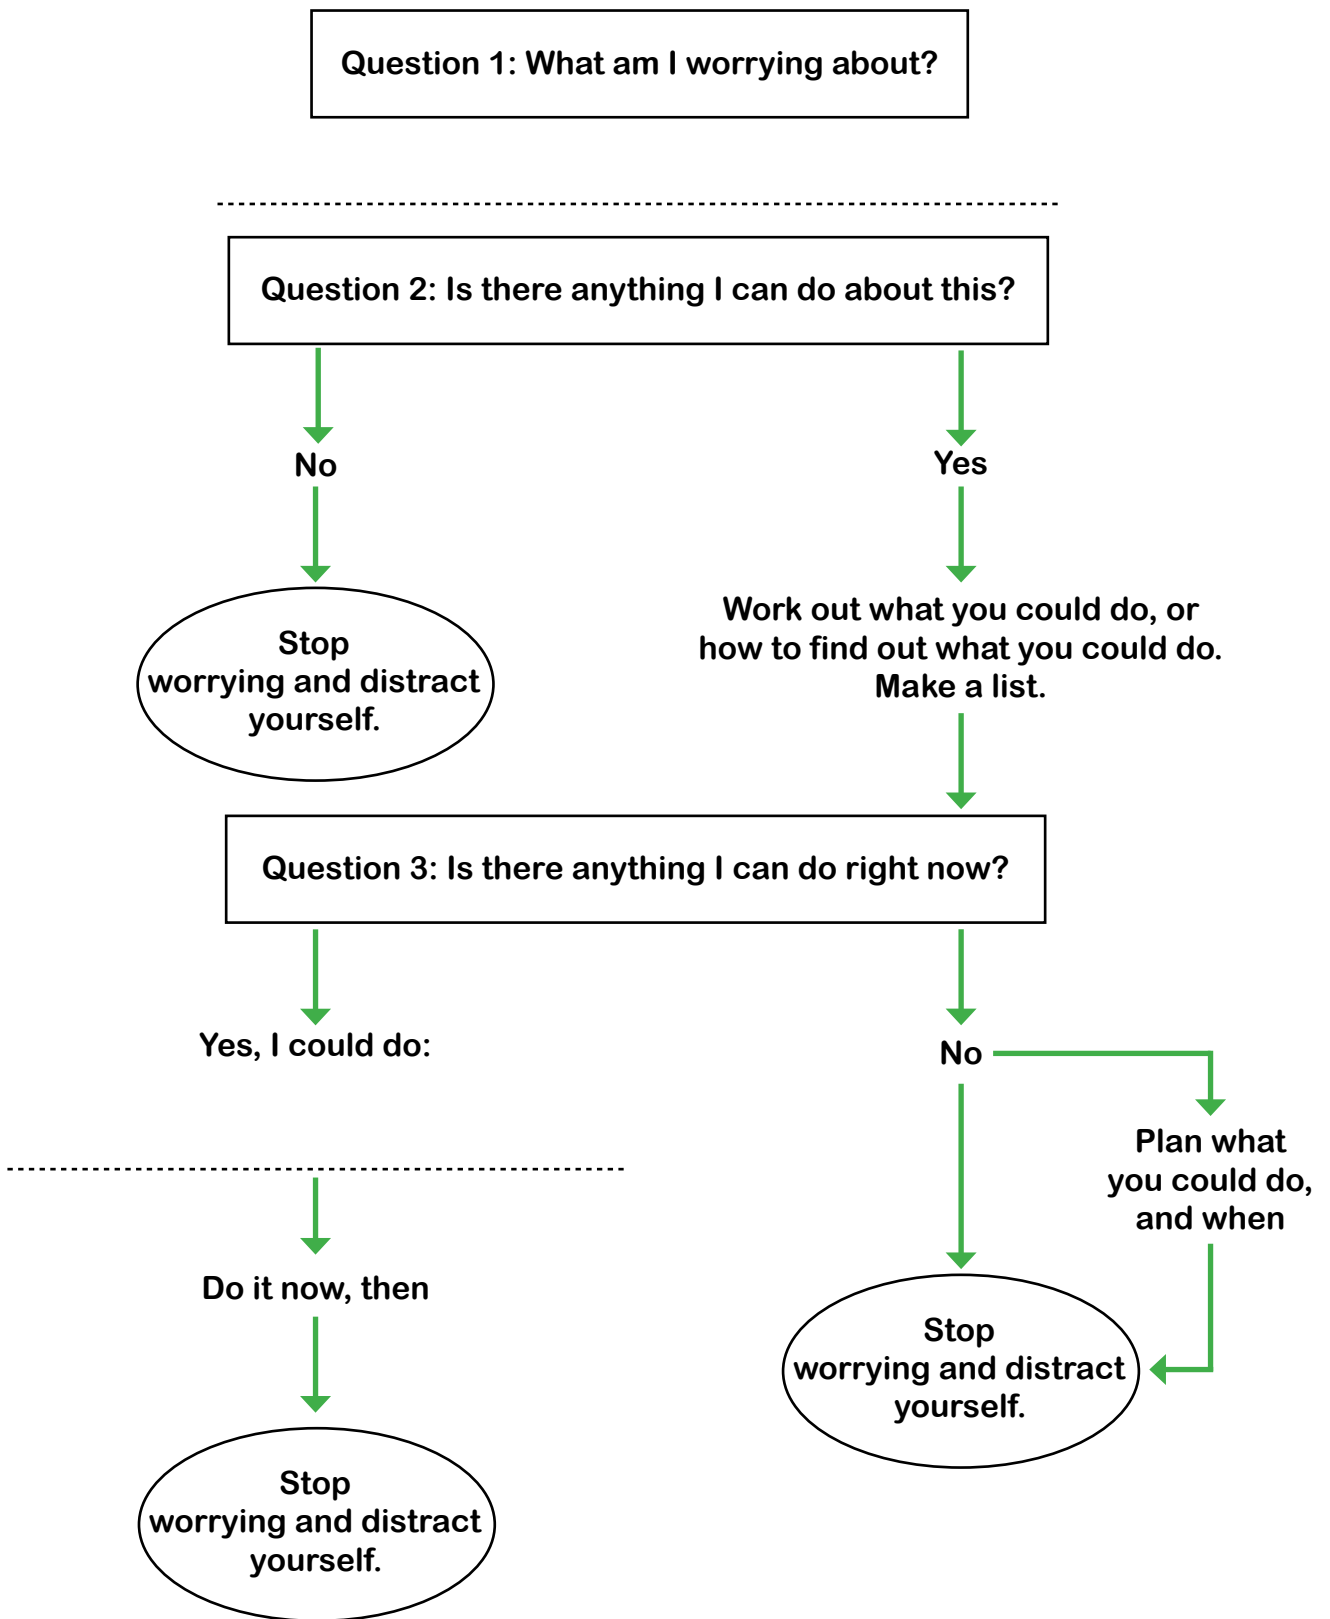 Question 1: What am I worrying about?
Question 2: Is there anything I can do about this?
No
Yes
Stop
worrying and distract
yourself.
Work out what you could do, or
how to find out what you could do.
Make a list.
Question 3: Is there anything I can do right now?
Yes, I could do:
No
Plan what
you could do,
and when
Do it now, then
Stop
worrying and distract
yourself.
Stop
worrying and distract
yourself.